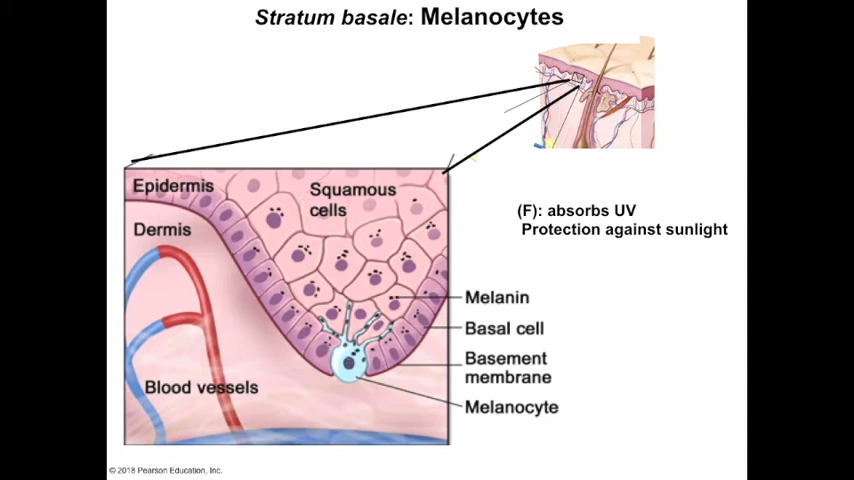 Stratum basale: Melanocytes
Epidermis
Squamous
cells
Dermis
(F): absorbs UV
Protection against sunlight
Melanin
Basal cell
Basement
membrane
Blood vessels
Melanocyte
© 2018 Pearson Education, Inc.